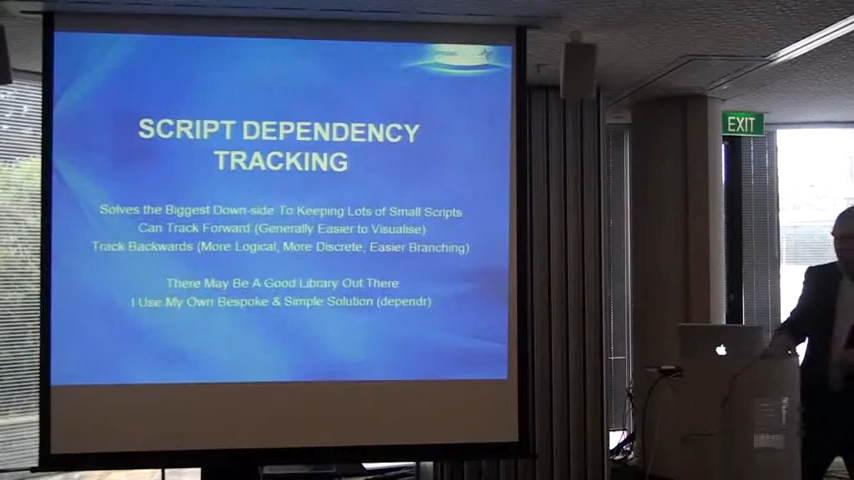 SCRIPT DEPENDENCY
TRACKING
Solves the Biggest Down-side To Keeping Lots of Small Scripts
Can Track Forward (Generally Easier to Visualise)
Track Backwards (More Logical, More Discrete, Easier Branching)
There May Be A Good Library Out There
I Use My Own Bespoke & Simple Solution (dependr)
EXIT